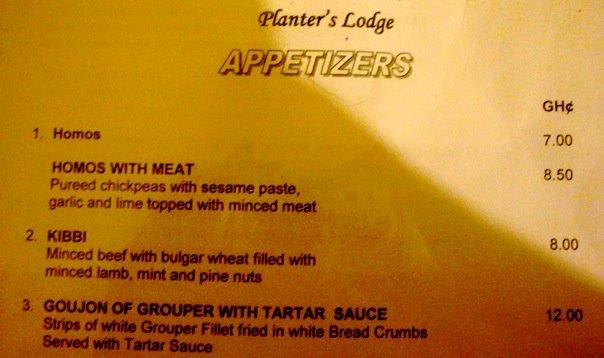 Planter's Lodge
APPETIZERS
GH¢
1. Homos 7.00
HOMOS WITH MEAT 8.50
Pureed chickpeas with sesame paste,
garlic and lime topped with minced meat
2. KIBBI 8.00
Minced beef with bulgar wheat filled with
minced lamb, mint and pine nuts
3. GOUJON OF GROUPER WITH TARTAR SAUCE 12.00
Strips of white Grouper Fillet fried in white Bread Crumbs
Served with Tartar Sauce